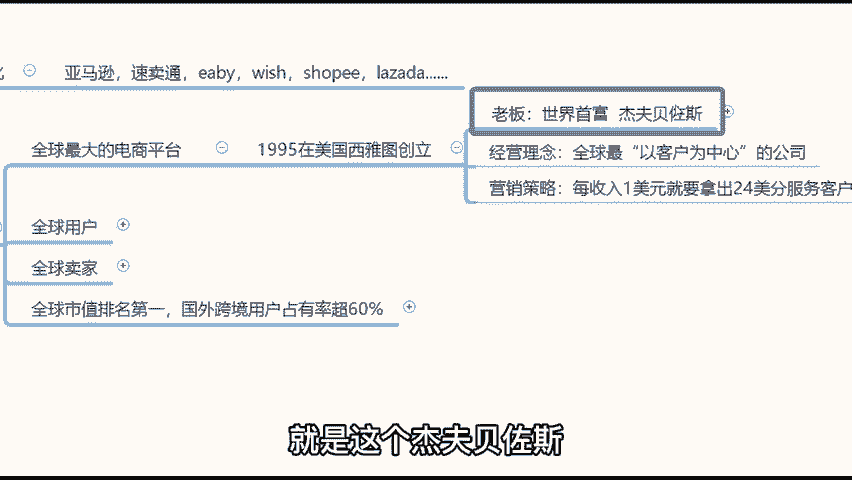 亚马逊，速卖通，eaby，wish，shopee，lazada......
老板：世界首富 杰夫贝佐斯
全球最大的电商平台
1995在美国西雅图创立
经营理念：全球最“以客户为中心”的公司
营销策略：每收入1美元就要拿出24美分服务客户
全球用户
全球卖家
全球市值排名第一，国外跨境用户占有率超60%
就是这个杰夫贝佐斯